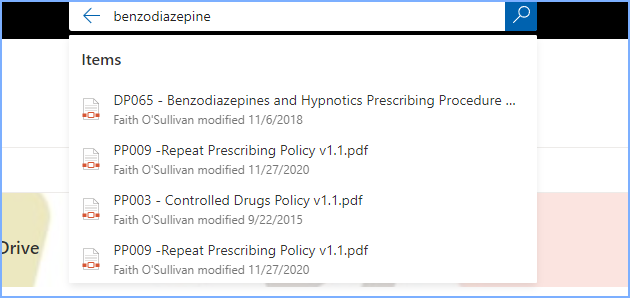 benzodiazepine
Items
DP065 - Benzodiazepines and Hypnotics Prescribing Procedure ...
Faith O'Sullivan modified 11/6/2018
PP009 -Repeat Prescribing Policy v1.1.pdf
Faith O'Sullivan modified 11/27/2020
PP003 - Controlled Drugs Policy v1.1.pdf
Faith O'Sullivan modified 9/22/2015
Drive
PP009 -Repeat Prescribing Policy v1.1.pdf
Faith O'Sullivan modified 11/27/2020